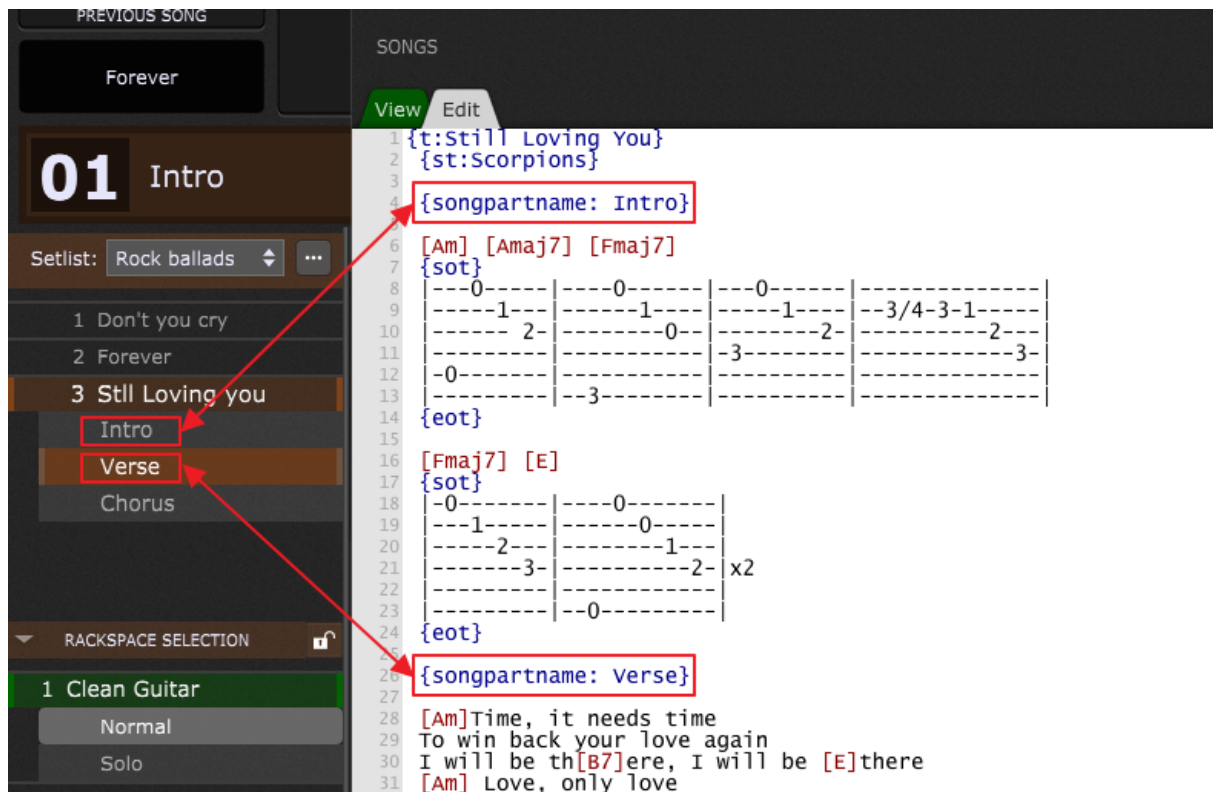 PREVIOUS SONG
Forever
01 Intro
Setlist: Rock ballads ...
1 Don't you cry
2 Forever
3 Stll Loving you
Intro
Verse
Chorus
RACKSPACE SELECTION
1 Clean Guitar
Normal
Solo
SONGS
View Edit
1 {t:Still Loving You}
2 {st:Scorpions}
3
4 {songpartname: Intro}
5
6 [Am] [Amaj7] [Fmaj7]
7 {sot}
8 |---0-----|----0------|---0------|---------------|
9 |-----1---|------1----|-----1----|--3/4-3-1-----|
10 |------ 2-|--------0--|--------2-|----------2---|
11 |---------|-----------|-3--------|------------3-|
12 |-0-------|-----------|----------|--------------|
13 |---------|--3--------|----------|--------------|
14 {eot}
15
16 [Fmaj7] [E]
17 {sot}
18 |-0-------|----0-------|
19 |---1-----|------0-----|
20 |-----2---|--------1---|
21 |-------3-|----------2-|x2
22 |---------|------------|
23 |---------|--0---------|
24 {eot}
25
26 {songpartname: Verse}
27
28 [Am]Time, it needs time
29 To win back your love again
30 I will be th[B7]ere, I will be [E]there
31 [Am] Love, only love